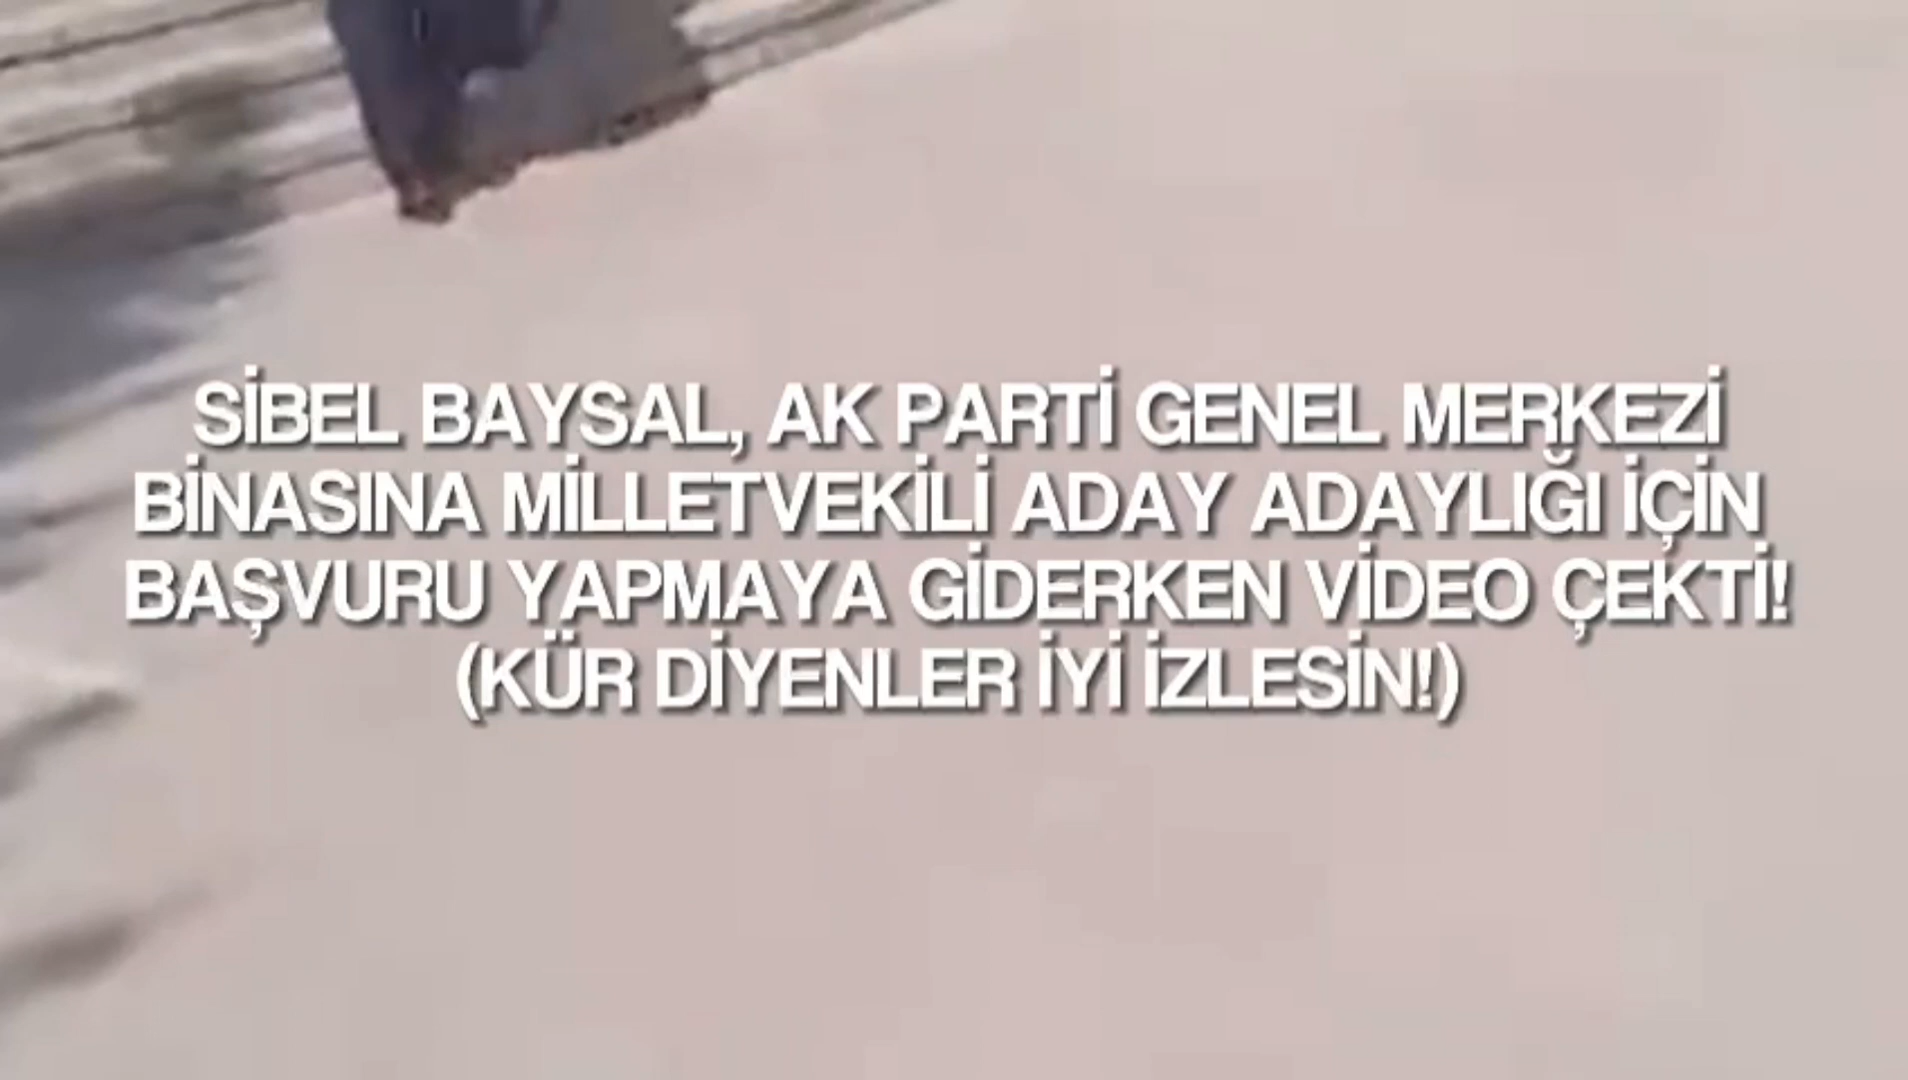 SİBEL BAYSAL, AK PARTİ GENEL MERKEZİ
BİNASINA MİLLETVEKİLİ ADAY ADAYLIĞI İÇİN
BAŞVURU YAPMAYA GİDERKEN VİDEO ÇEKTİ!
(KÜR DİYENLER İYİ İZLESİN!)